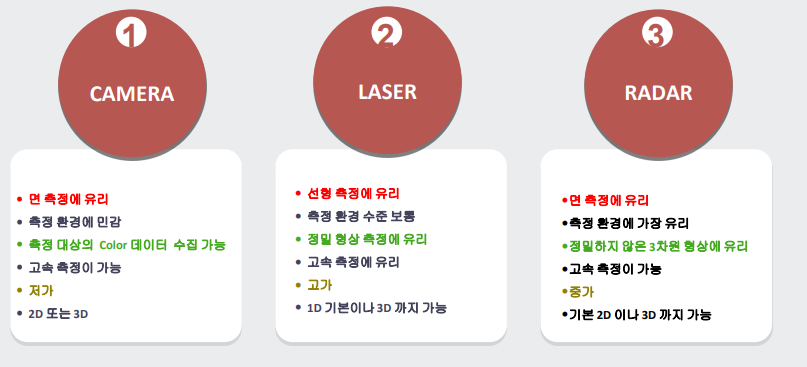 1
CAMERA
• 면 측정에 유리
• 측정 환경에 민감
• 측정 대상의 Color 데이터 수집 가능
• 고속 측정이 가능
• 저가
• 2D 또는 3D
2
LASER
• 선형 측정에 유리
• 측정 환경 수준 보통
• 정밀 형상 측정에 유리
• 고속 측정에 유리
• 고가
• 1D 기본이나 3D 까지 가능
3
RADAR
•면 측정에 유리
•측정 환경에 가장 유리
•정밀하지 않은 3차원 형상에 유리
•고속 측정이 가능
•중가
•기본 2D 이나 3D 까지 가능